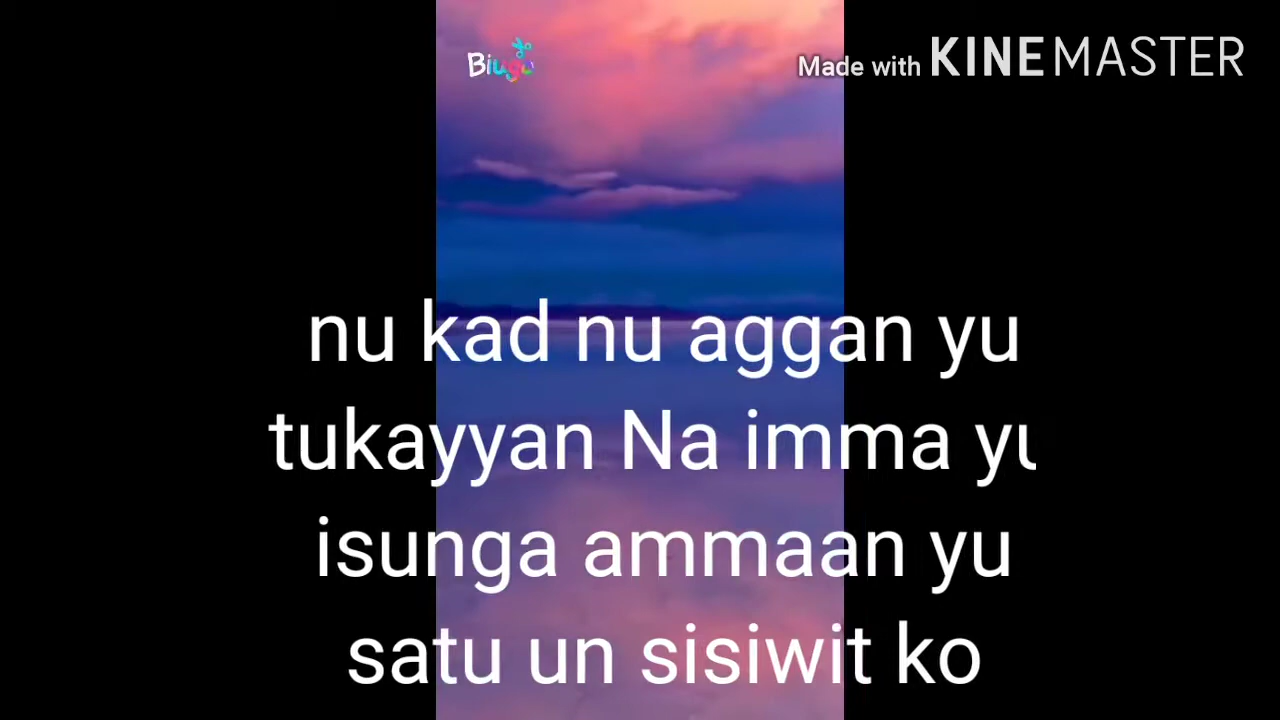 Biugo
Made with KINEMASTER
nu kad nu aggan yu
tukayyan Na imma yu
isunga ammaan yu
satu un sisiwit ko